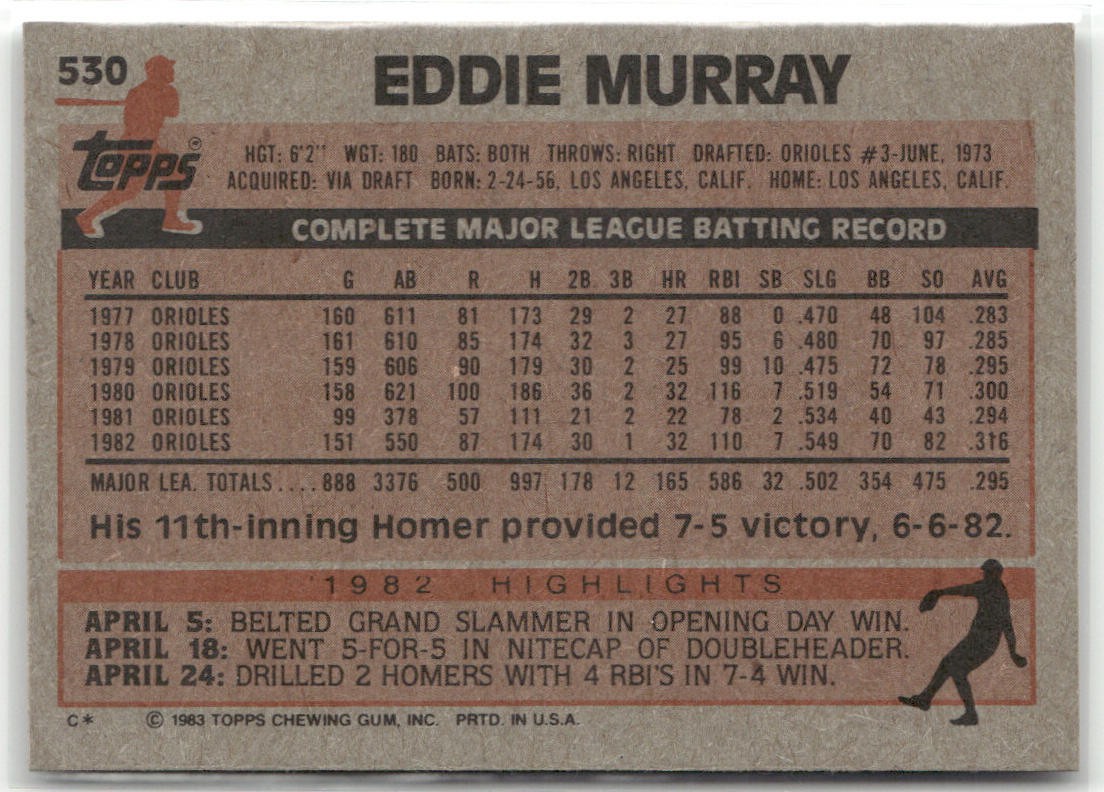 530
EDDIE MURRAY
Topps®
HGT: 6'2" WGT: 180 BATS: BOTH THROWS: RIGHT DRAFTED: ORIOLES #3-JUNE, 1973
ACQUIRED: VIA DRAFT BORN: 2-24-56, LOS ANGELES, CALIF. HOME: LOS ANGELES, CALIF.
COMPLETE MAJOR LEAGUE BATTING RECORD
YEAR CLUB G AB R H 2B 3B HR RBI SB SLG BB SO AVG
1977 ORIOLES 160 611 81 173 29 2 27 88 0 .470 48 104 .283
1978 ORIOLES 161 610 85 174 32 3 27 95 6 .480 70 97 .285
1979 ORIOLES 159 606 90 179 30 2 25 99 10 .475 72 78 .295
1980 ORIOLES 158 621 100 186 36 2 32 116 7 .519 54 71 .300
1981 ORIOLES 99 378 57 111 21 2 22 78 2 .534 40 43 .294
1982 ORIOLES 151 550 87 174 30 1 32 110 7 .549 70 82 .316
MAJOR LEA. TOTALS....888 3376 500 997 178 12 165 586 32 .502 354 475 .295
His 11th-inning Homer provided 7-5 victory, 6-6-82.
1982 HIGHLIGHTS
APRIL 5: BELTED GRAND SLAMMER IN OPENING DAY WIN.
APRIL 18: WENT 5-FOR-5 IN NITECAP OF DOUBLEHEADER.
APRIL 24: DRILLED 2 HOMERS WITH 4 RBI'S IN 7-4 WIN.
C* © 1983 TOPPS CHEWING GUM, INC. PRTD. IN U.S.A.